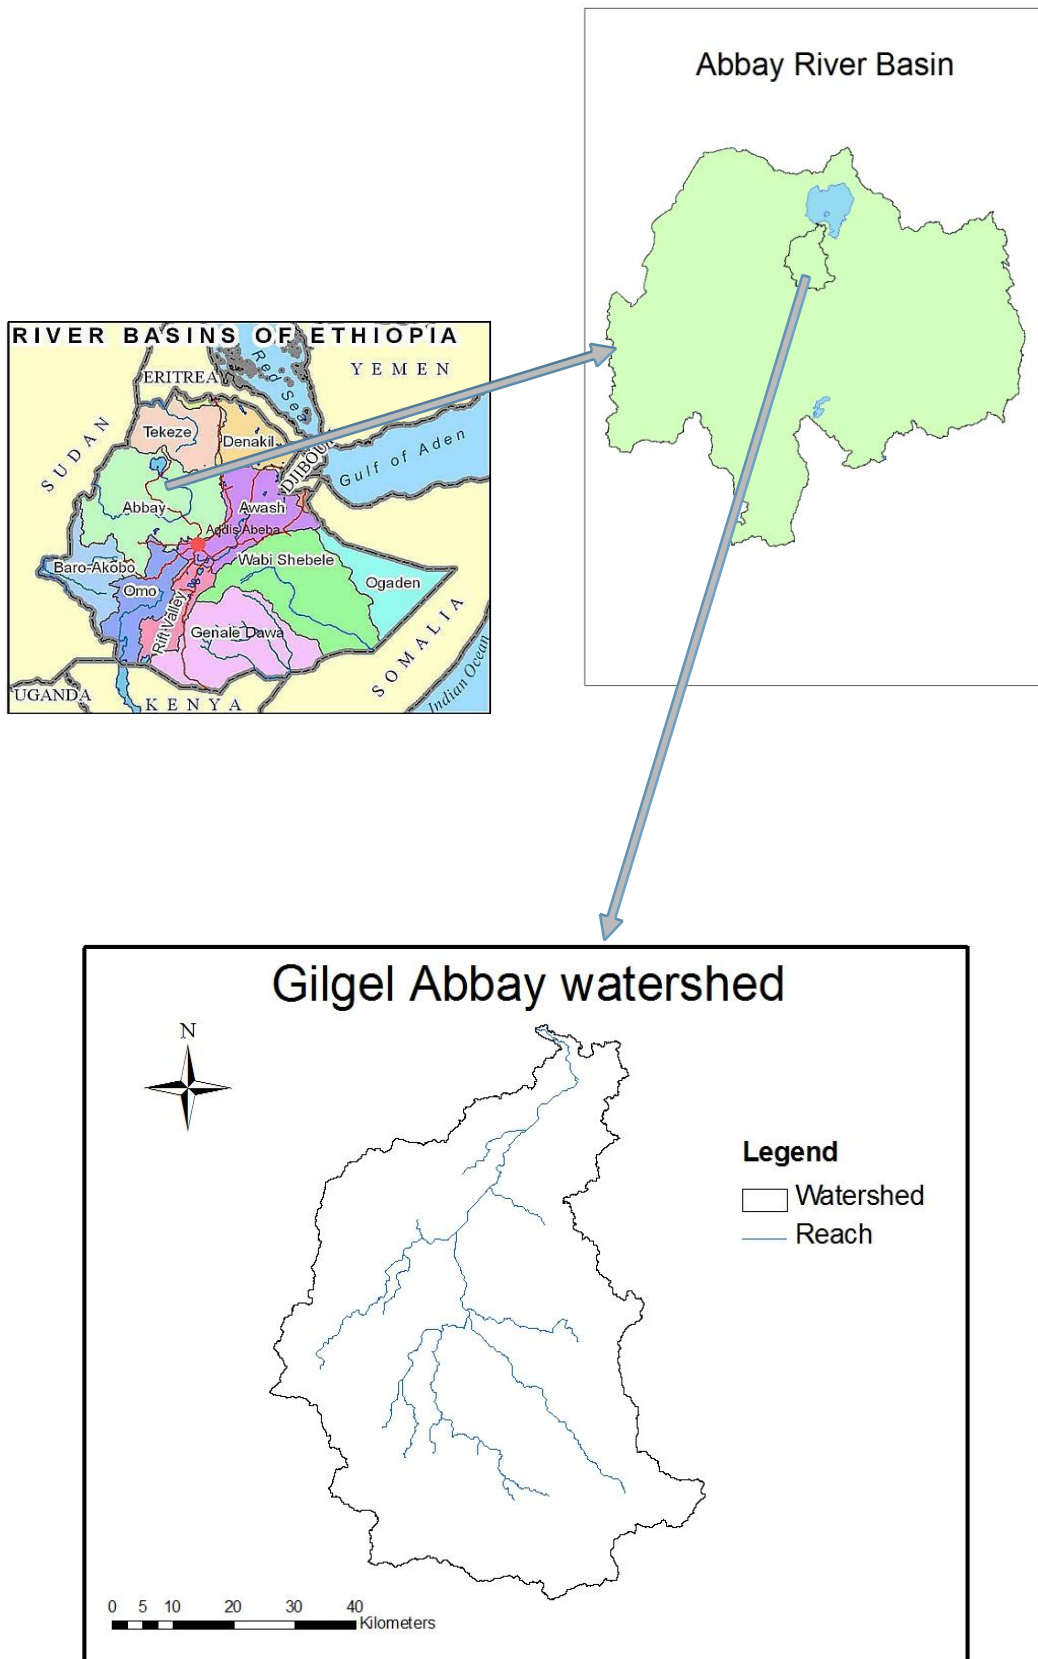 Abbay River Basin
RIVER BASINS OF ETHIOPIA
Red Sea
YEMEN
ERITREA
SUDAN
Tekeze
Denakil
DJIBOU
Gulf of Aden
Abbay
Awash
Addis Abeba
Baro-Akobo
Wabi Shebele
Omo
Ogaden
Rift Valley
Genale Dawa
SOMALIA
UGANDA
KENYA
Indian Ocean
Gilgel Abbay watershed
N
Legend
Watershed
Reach
0 5 10 20 30 40
Kilometers